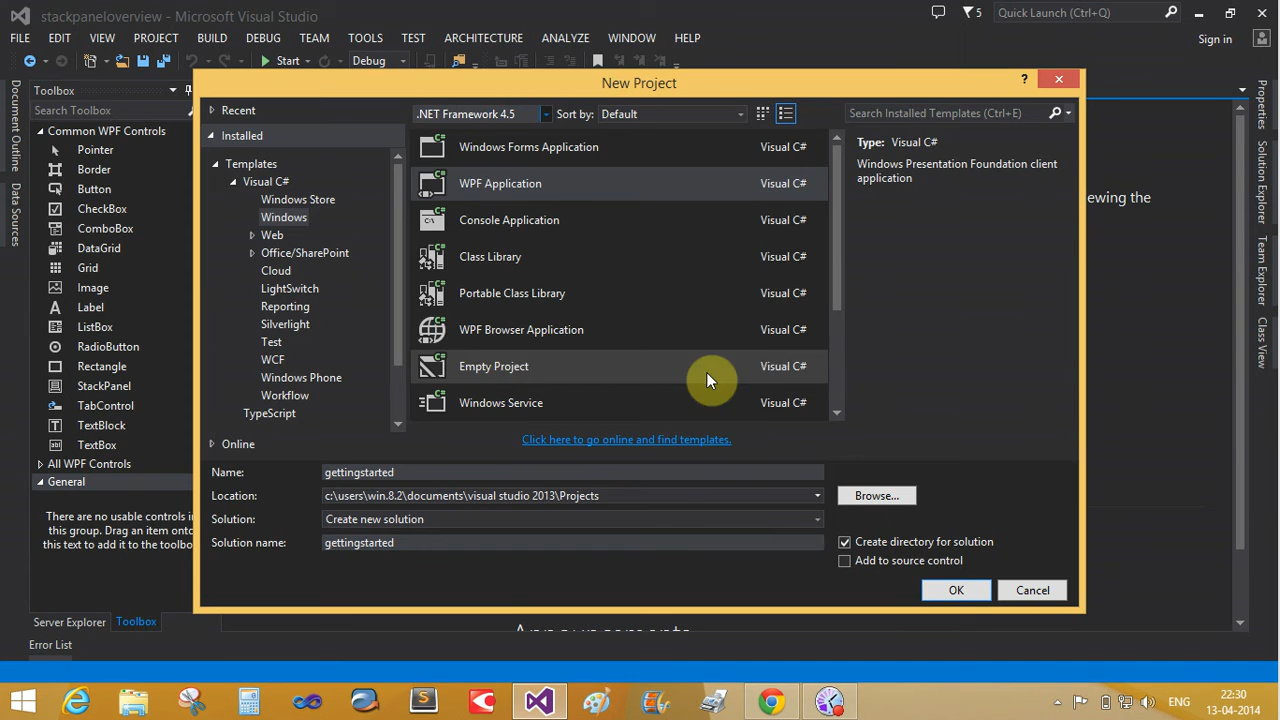 stackpaneloverview - Microsoft Visual Studio
5
Quick Launch (Ctrl+Q)
FILE EDIT VIEW PROJECT BUILD DEBUG TEAM TOOLS TEST ARCHITECTURE ANALYZE WINDOW HELP
Sign in
Start Debug
Document Outline
Data Sources
Toolbox
Search Toolbox
Common WPF Controls
Pointer
Border
Button
CheckBox
ComboBox
DataGrid
Grid
Image
Label
ListBox
RadioButton
Rectangle
StackPanel
TabControl
TextBlock
TextBox
All WPF Controls
General
There are no usable controls in
this group. Drag an item onto
this text to add it to the toolbo
Server Explorer Toolbox
Error List
New Project
?
Recent
Installed
Templates
Visual C#
Windows Store
Windows
Web
Office/SharePoint
Cloud
LightSwitch
Reporting
Silverlight
Test
WCF
Windows Phone
Workflow
TypeScript
Online
.NET Framework 4.5 Sort by: Default
Windows Forms Application Visual C#
WPF Application Visual C#
Console Application Visual C#
Class Library Visual C#
Portable Class Library Visual C#
WPF Browser Application Visual C#
Empty Project Visual C#
Windows Service Visual C#
Click here to go online and find templates.
Search Installed Templates (Ctrl+E)
Type: Visual C#
Windows Presentation Foundation client
application
Name: gettingstarted
Location: c:\users\win.8.2\documents\visual studio 2013\Projects Browse...
Solution: Create new solution
Solution name: gettingstarted
Create directory for solution
Add to source control
OK Cancel
ewing the
Announcements
Properties
Solution Explorer
Team Explorer
Class View
ENG
22:30
13-04-2014